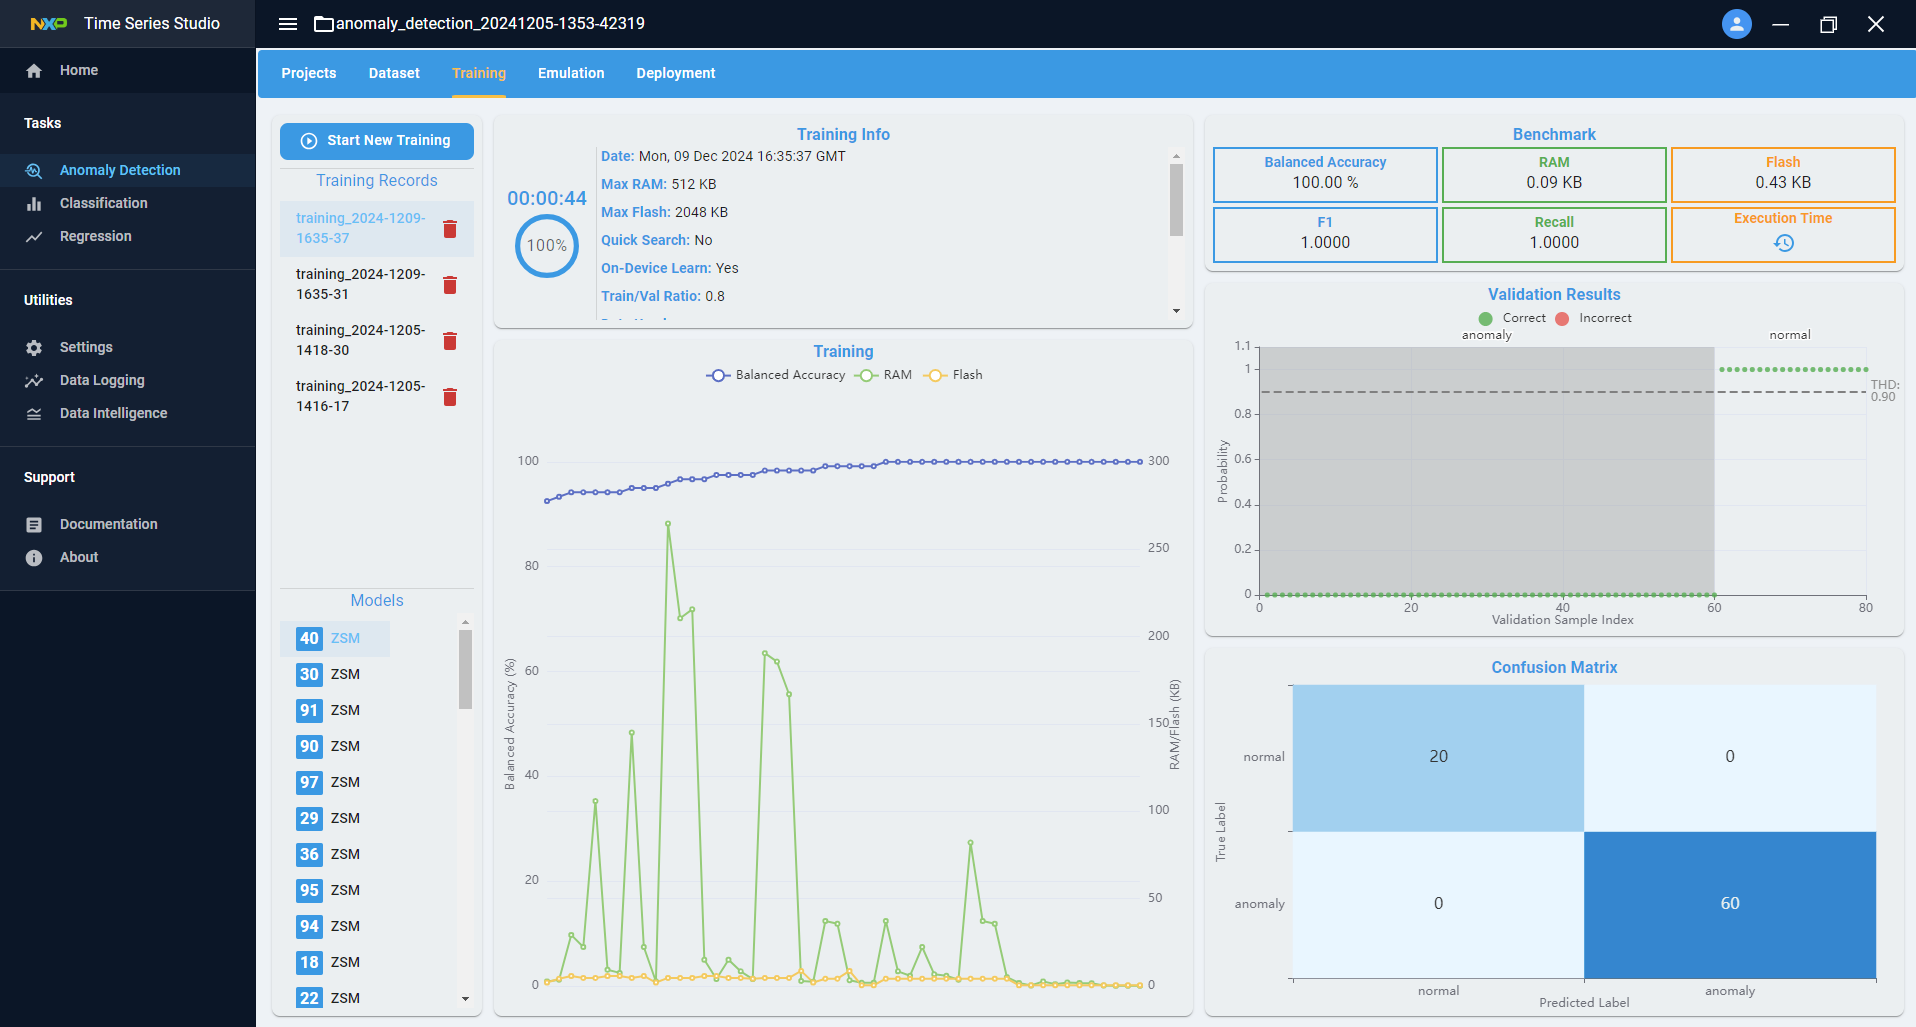 NXP Time Series Studio
anomaly_detection_20241205-1353-42319
Home
Tasks
Anomaly Detection
Classification
Regression
Utilities
Settings
Data Logging
Data Intelligence
Support
Documentation
About
Projects Dataset Training Emulation Deployment
Start New Training
Training Records
training_2024-1209-
1635-37
training_2024-1209-
1635-31
training_2024-1205-
1418-30
training_2024-1205-
1416-17
Models
40 ZSM
30 ZSM
91 ZSM
90 ZSM
97 ZSM
29 ZSM
36 ZSM
95 ZSM
94 ZSM
18 ZSM
22 ZSM
Training Info
00:00:44
100%
Date: Mon, 09 Dec 2024 16:35:37 GMT
Max RAM: 512 KB
Max Flash: 2048 KB
Quick Search: No
On-Device Learn: Yes
Train/Val Ratio: 0.8
Training
Balanced Accuracy RAM Flash
100
80
60
40
20
0
Balanced Accuracy (%)
300
250
200
150
100
50
0
RAM/Flash (KB)
Benchmark
Balanced Accuracy
100.00 %
RAM
0.09 KB
Flash
0.43 KB
F1
1.0000
Recall
1.0000
Execution Time
Validation Results
Correct Incorrect
anomaly normal
1.1
1
0.8
0.6
0.4
0.2
0
Probability
THD:
0.90
0 20 40 60 80
Validation Sample Index
Confusion Matrix
normal 20 0
anomaly 0 60
True Label
normal anomaly
Predicted Label